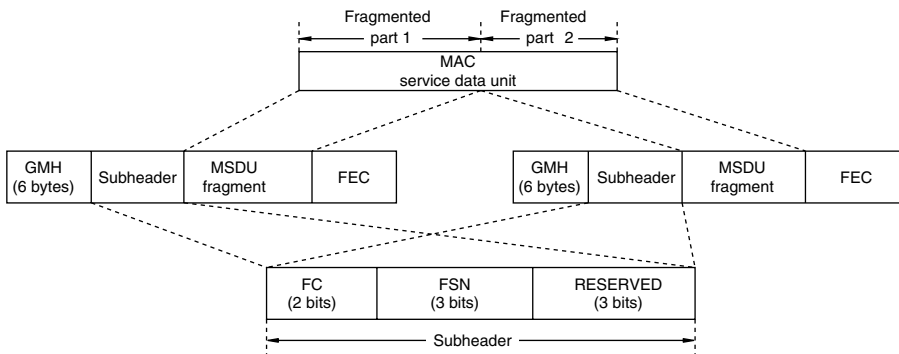 Fragmented
part 1
Fragmented
part 2
MAC
service data unit
GMH
(6 bytes)
Subheader
MSDU
fragment
FEC
GMH
(6 bytes)
Subheader
MSDU
fragment
FEC
FC
(2 bits)
FSN
(3 bits)
RESERVED
(3 bits)
Subheader